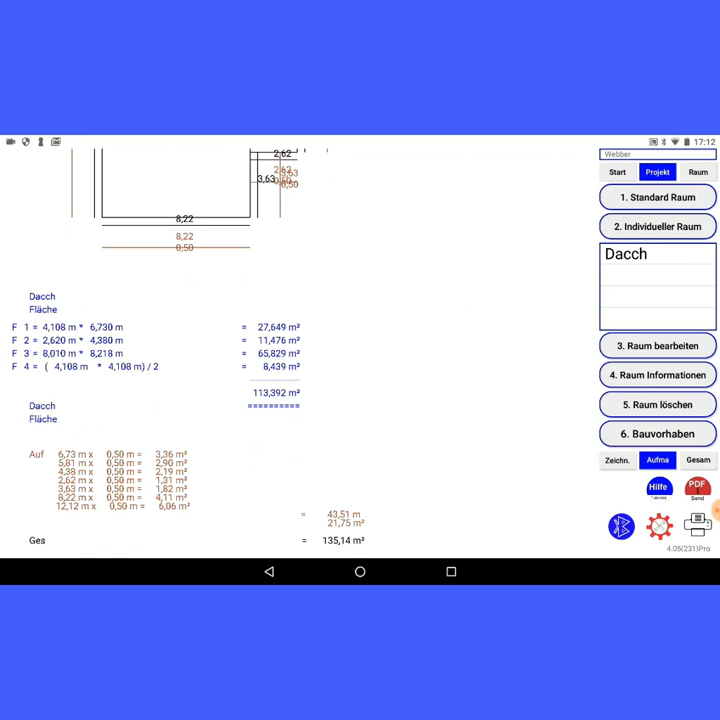 17:12
Webber
Start Projekt Raum
1. Standard Raum
2. Individueller Raum
Dacch
3. Raum bearbeiten
4. Raum Informationen
5. Raum löschen
6. Bauvorhaben
Zeichn. Aufma Gesam
Hilfe
PDF
Send
4.05(231)Pro
2,62
2,62
3,63
8,22
8,22
0,50
Dacch
Fläche
F 1 = 4,108 m * 6,730 m = 27,649 m²
F 2 = 2,620 m * 4,380 m = 11,476 m²
F 3 = 8,010 m * 8,218 m = 65,829 m²
F 4 = ( 4,108 m * 4,108 m) / 2 = 8,439 m²
113,392 m²
Dacch ==========
Fläche
Auf 6,73 m x 0,50 m = 3,36 m²
5,81 m x 0,50 m = 2,90 m²
4,38 m x 0,50 m = 2,19 m²
2,62 m x 0,50 m = 1,31 m²
3,63 m x 0,50 m = 1,82 m²
8,22 m x 0,50 m = 4,11 m²
12,12 m x 0,50 m = 6,06 m²
= 43,51 m
21,75 m²
Ges = 135,14 m²